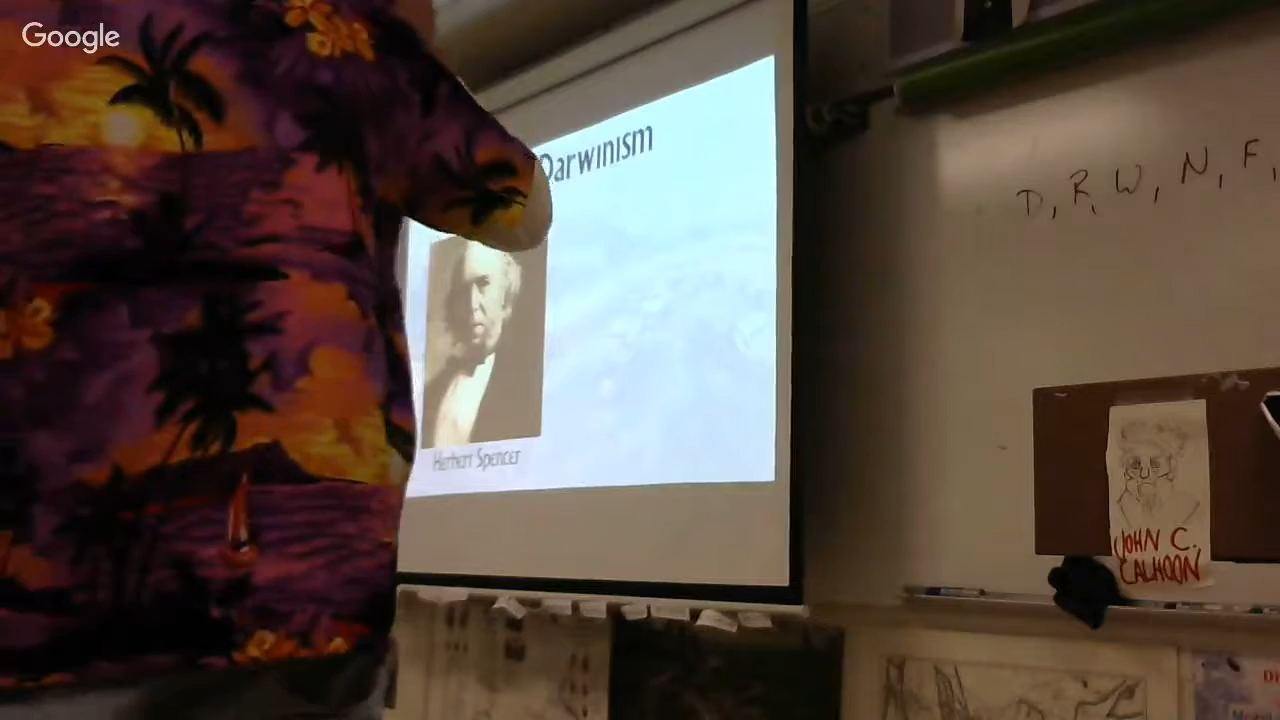 Google
Darwinism
D, R, W, N, F,
Herbert Spencer
JOHN C.
CALHOON